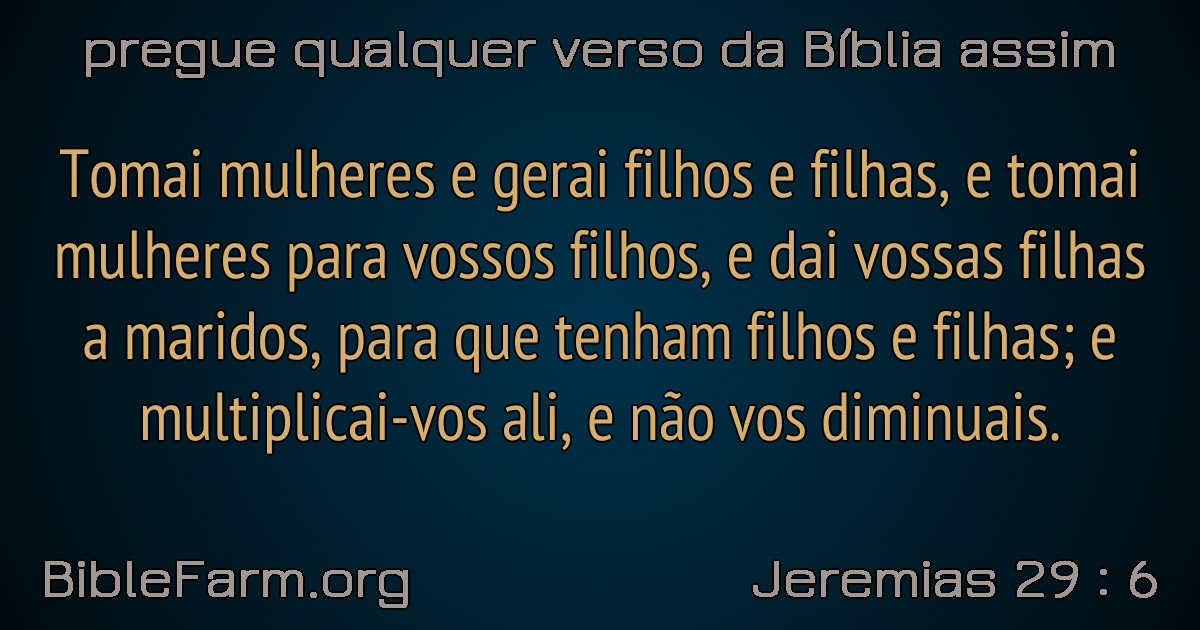 pregue qualquer verso da Bíblia assim
Tomai mulheres e gerai filhos e filhas, e tomai
mulheres para vossos filhos, e dai vossas filhas
a maridos, para que tenham filhos e filhas; e
multiplicai-vos ali, e não vos diminuais.
BibleFarm.org
Jeremias 29 : 6